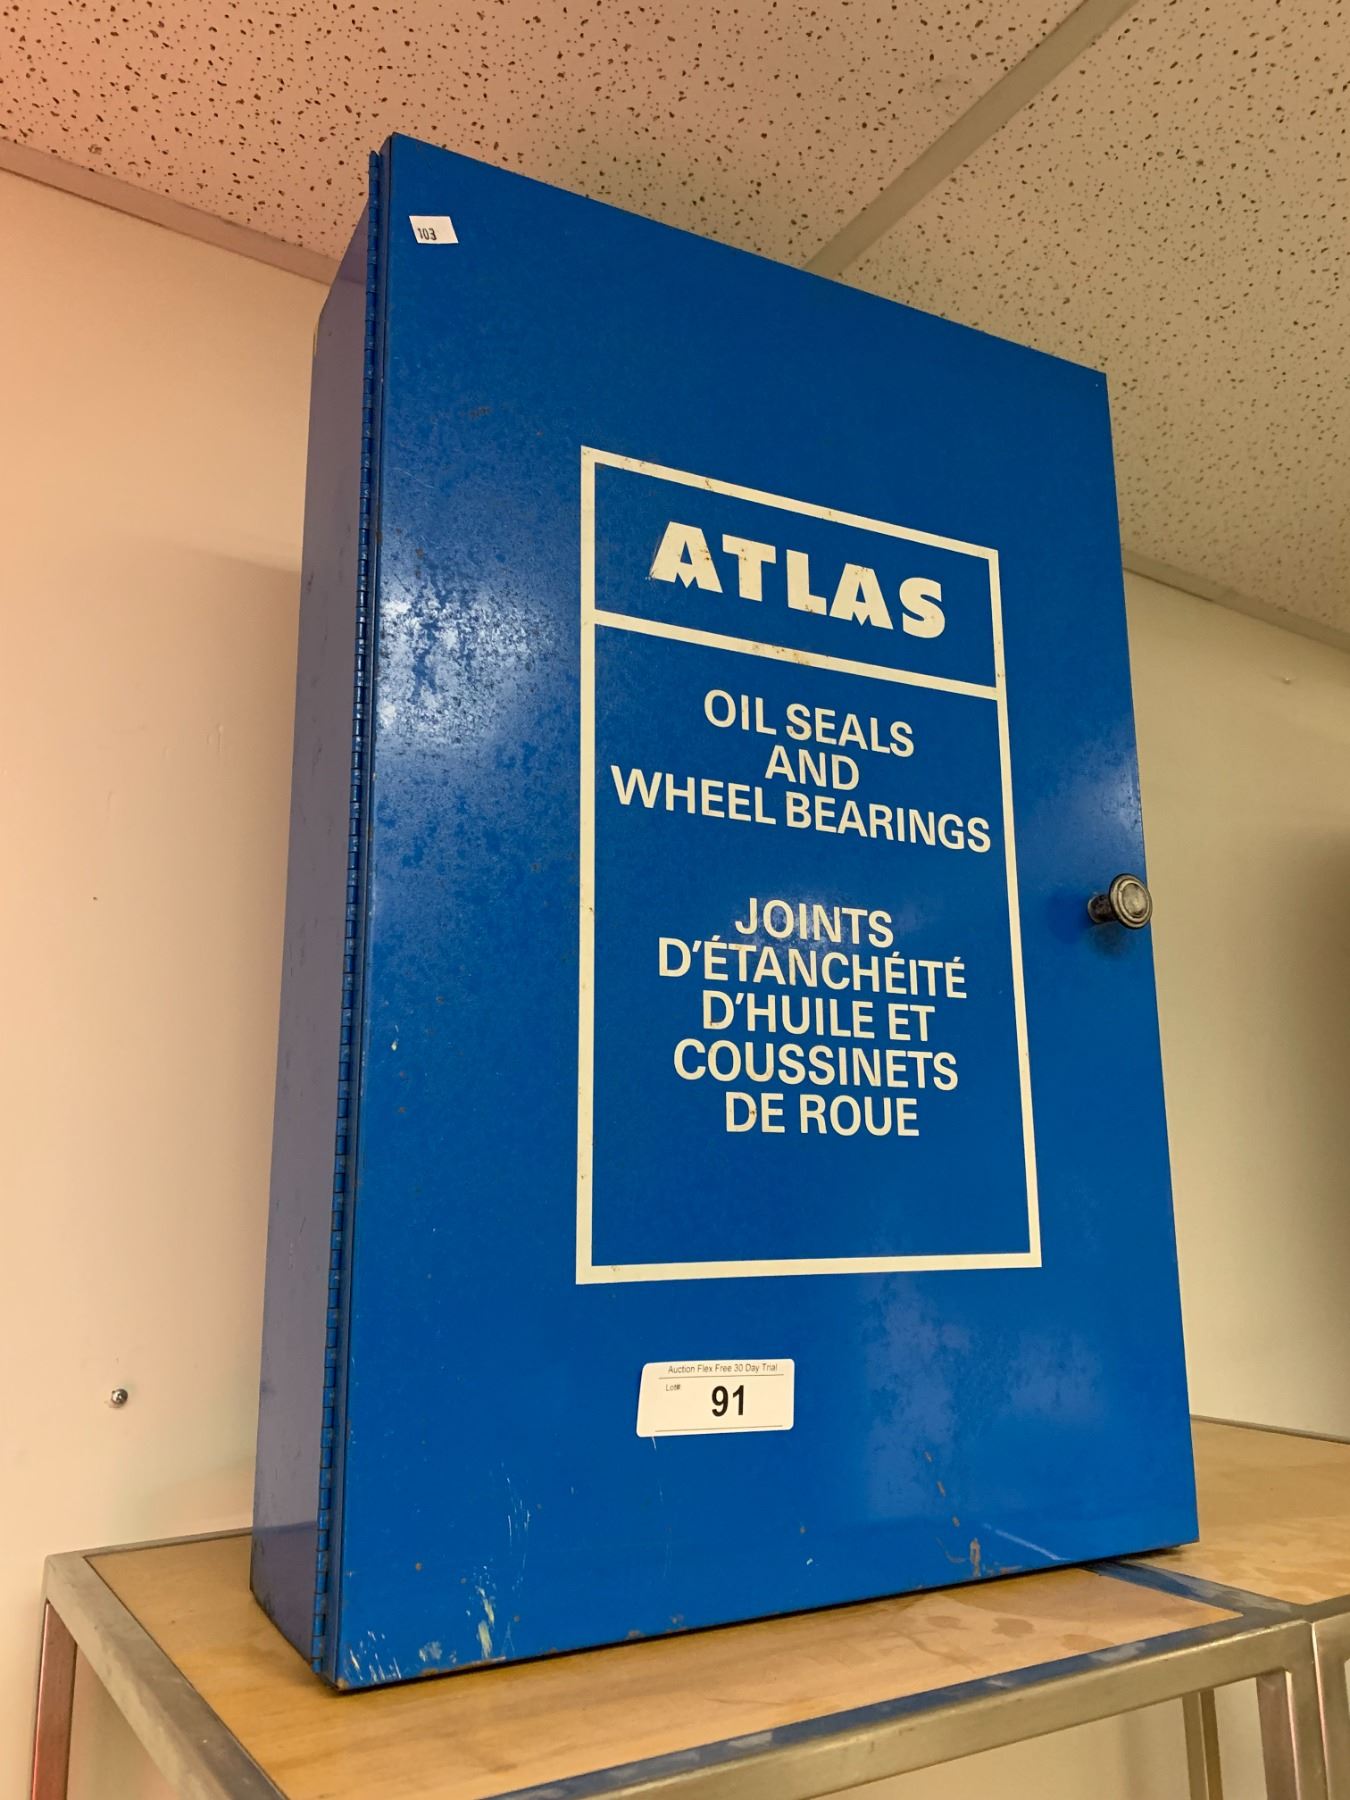 103
ATLAS
OIL SEALS
AND
WHEEL BEARINGS
JOINTS
D'ÉTANCHÉITÉ
D'HUILE ET
COUSSINETS
DE ROUE
Auction Flex Free 30 Day Trial
Lot#:
91